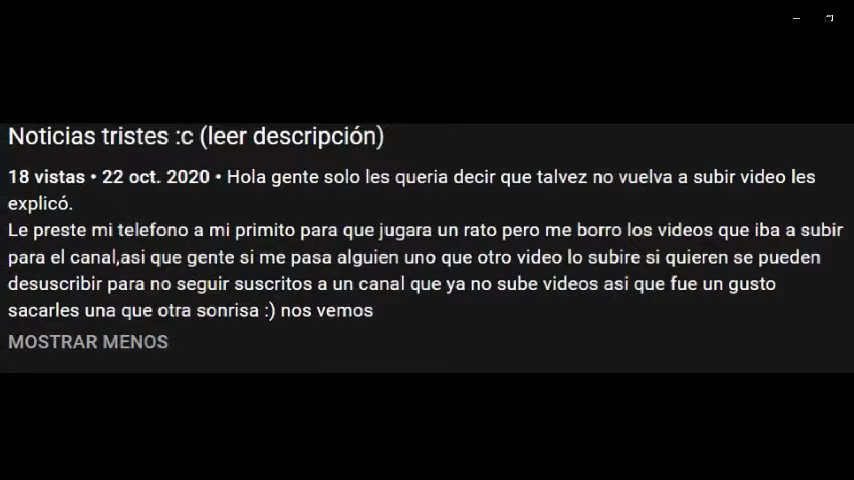 Noticias tristes :c (leer descripción)
18 vistas • 22 oct. 2020 • Hola gente solo les queria decir que talvez no vuelva a subir video les
explicó.
Le preste mi telefono a mi primito para que jugara un rato pero me borro los videos que iba a subir
para el canal,asi que gente si me pasa alguien uno que otro video lo subire si quieren se pueden
desuscribir para no seguir suscritos a un canal que ya no sube videos asi que fue un gusto
sacarles una que otra sonrisa :) nos vemos
MOSTRAR MENOS